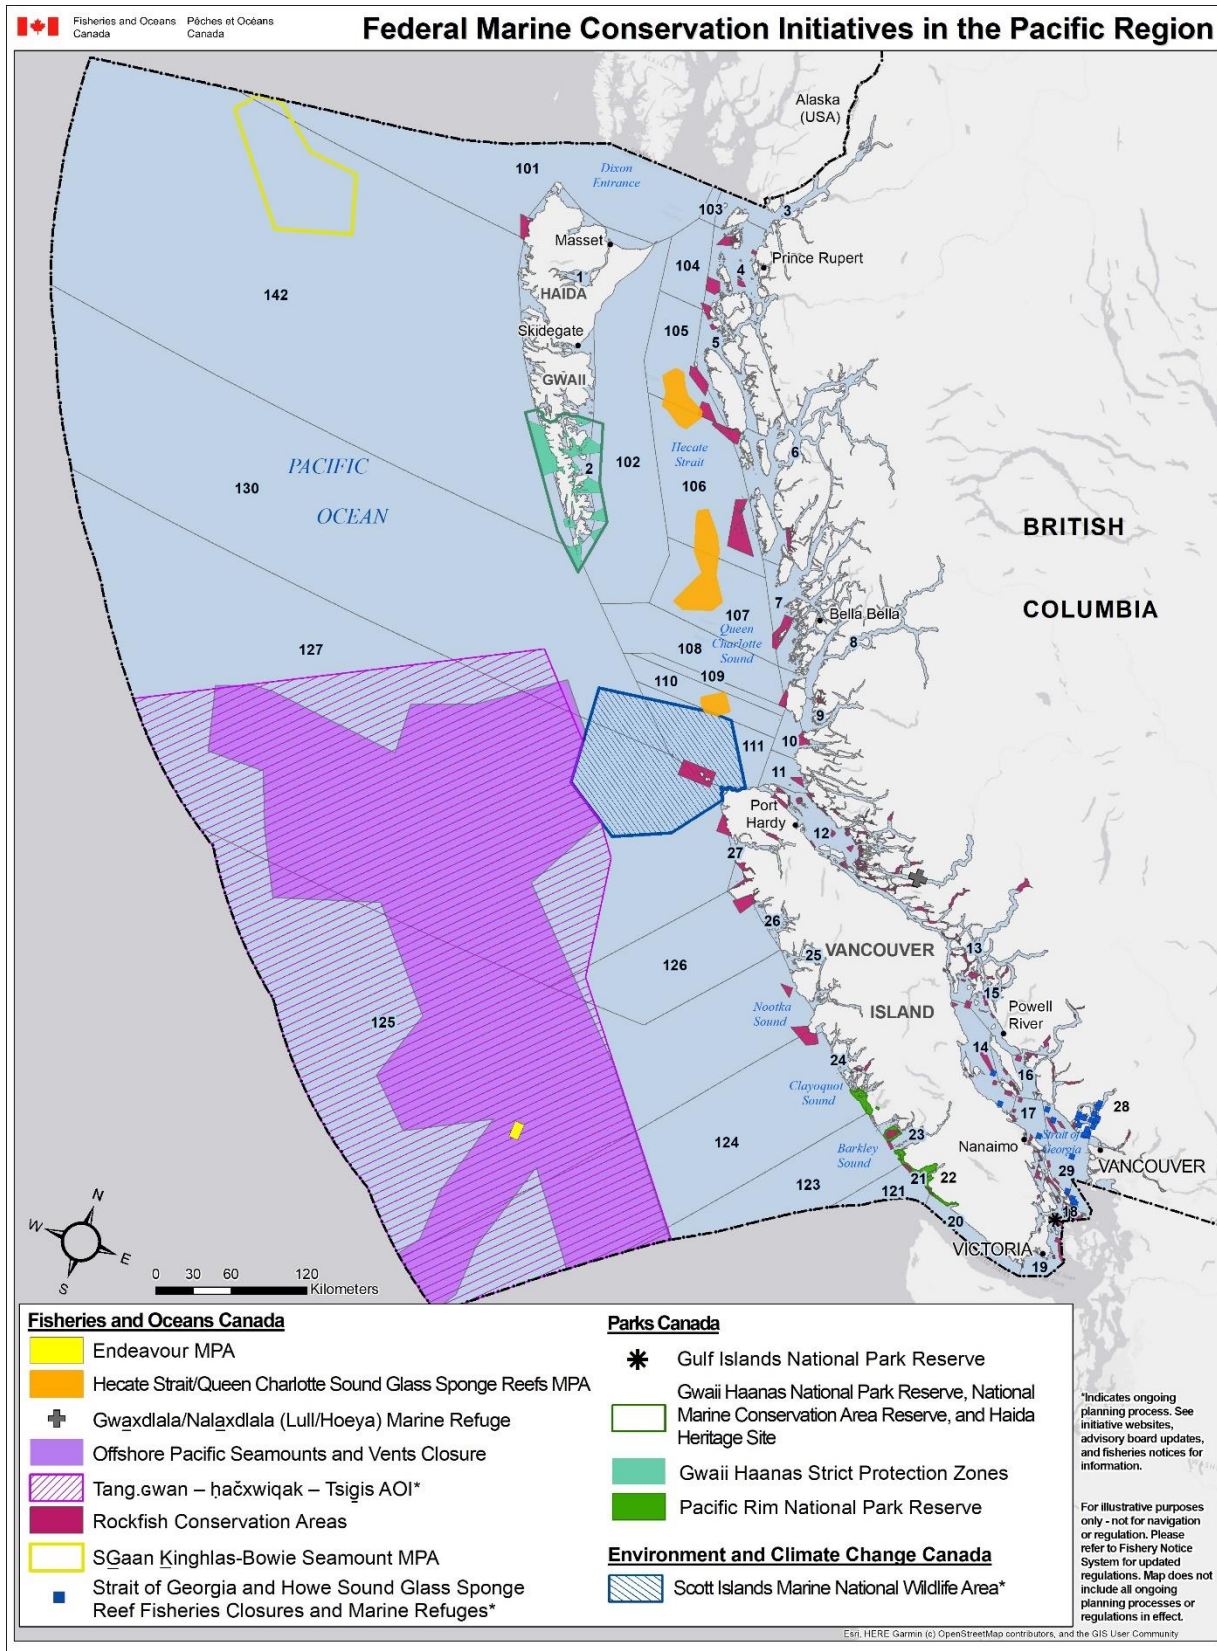 Fisheries and Oceans Pêches et Océans
Canada Canada
Federal Marine Conservation Initiatives in the Pacific Region
Alaska
(USA)
101
Dixon
Entrance
103
3
Masset
Prince Rupert
104
4
1
HAIDA
142
105
Skidegate
5
GWAII
PACIFIC
OCEAN
130
2
102
Hecate
Strait
6
106
BRITISH
COLUMBIA
7
107
Bella Bella
Queen
Charlotte
Sound
8
127
108
109
110
9
111
10
11
Port
Hardy
12
27
26
VANCOUVER
13
126
25
15
Nootka
Sound
ISLAND
Powell
River
125
14
24
16
Clayoquot
Sound
17
28
124
23
Nanaimo
Strait of
Georgia
Barkley
Sound
VANCOUVER
123
21
22
29
121
18
20
VICTORIA
19
N
W
E
S
0 30 60 120
Kilometers
Fisheries and Oceans Canada
Endeavour MPA
Hecate Strait/Queen Charlotte Sound Glass Sponge Reefs MPA
Gwa̱xdlala/Nala̱xdlala (Lull/Hoeya) Marine Refuge
Offshore Pacific Seamounts and Vents Closure
Tang.ɢwan – ḥačxwiqak – Tsig̱is AOI*
Rockfish Conservation Areas
SG̱aan Ḵinghlas-Bowie Seamount MPA
Strait of Georgia and Howe Sound Glass Sponge
Reef Fisheries Closures and Marine Refuges*
Parks Canada
Gulf Islands National Park Reserve
Gwaii Haanas National Park Reserve, National
Marine Conservation Area Reserve, and Haida
Heritage Site
Gwaii Haanas Strict Protection Zones
Pacific Rim National Park Reserve
Environment and Climate Change Canada
Scott Islands Marine National Wildlife Area*
*Indicates ongoing
planning process. See
initiative websites,
advisory board updates,
and fisheries notices for
information.
For illustrative purposes
only - not for navigation
or regulation. Please
refer to Fishery Notice
System for updated
regulations. Map does not
include all ongoing
planning processes or
regulations in effect.
Esri, HERE Garmin (c) OpenStreetMap contributors, and the GIS User Community